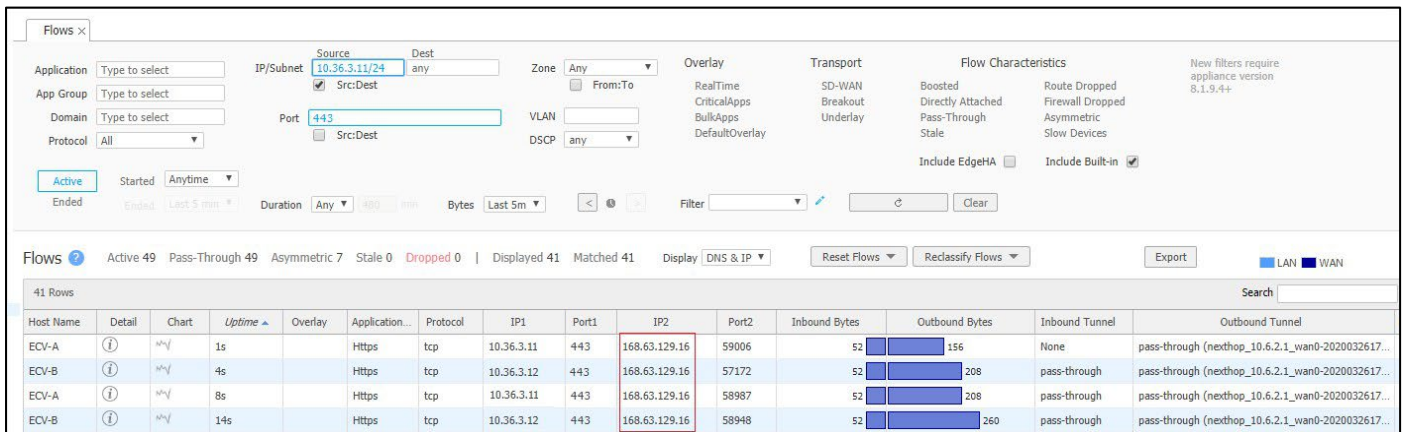 Flows ×
Source Dest
Application Type to select IP/Subnet 10.36.3.11/24 any Zone Any Overlay Transport Flow Characteristics New filters require
Src:Dest From:To RealTime SD-WAN Boosted Route Dropped appliance version
App Group Type to select CriticalApps Breakout Directly Attached Firewall Dropped 8.1.9.4+
Domain Type to select Port 443 VLAN BulkApps Underlay Pass-Through Asymmetric
Protocol All Src:Dest DSCP any DefaultOverlay Stale Slow Devices
Include EdgeHA Include Built-in
Active Started Anytime
Ended Ended Last 5 min Duration Any 480 min Bytes Last 5m < > Filter Clear
Flows ? Active 49 Pass-Through 49 Asymmetric 7 Stale 0 Dropped 0 | Displayed 41 Matched 41 Display DNS & IP Reset Flows Reclassify Flows Export LAN WAN
41 Rows Search
Host Name Detail Chart Uptime Overlay Application... Protocol IP1 Port1 IP2 Port2 Inbound Bytes Outbound Bytes Inbound Tunnel Outbound Tunnel
ECV-A i 1s Https tcp 10.36.3.11 443 168.63.129.16 59006 52 156 None pass-through (nexthop_10.6.2.1_wan0-2020032617...
ECV-B i 4s Https tcp 10.36.3.12 443 168.63.129.16 57172 52 208 pass-through pass-through (nexthop_10.6.2.1_wan0-2020032617...
ECV-A i 8s Https tcp 10.36.3.11 443 168.63.129.16 58987 52 208 pass-through pass-through (nexthop_10.6.2.1_wan0-2020032617...
ECV-B i 14s Https tcp 10.36.3.12 443 168.63.129.16 58948 52 260 pass-through pass-through (nexthop_10.6.2.1_wan0-2020032617...